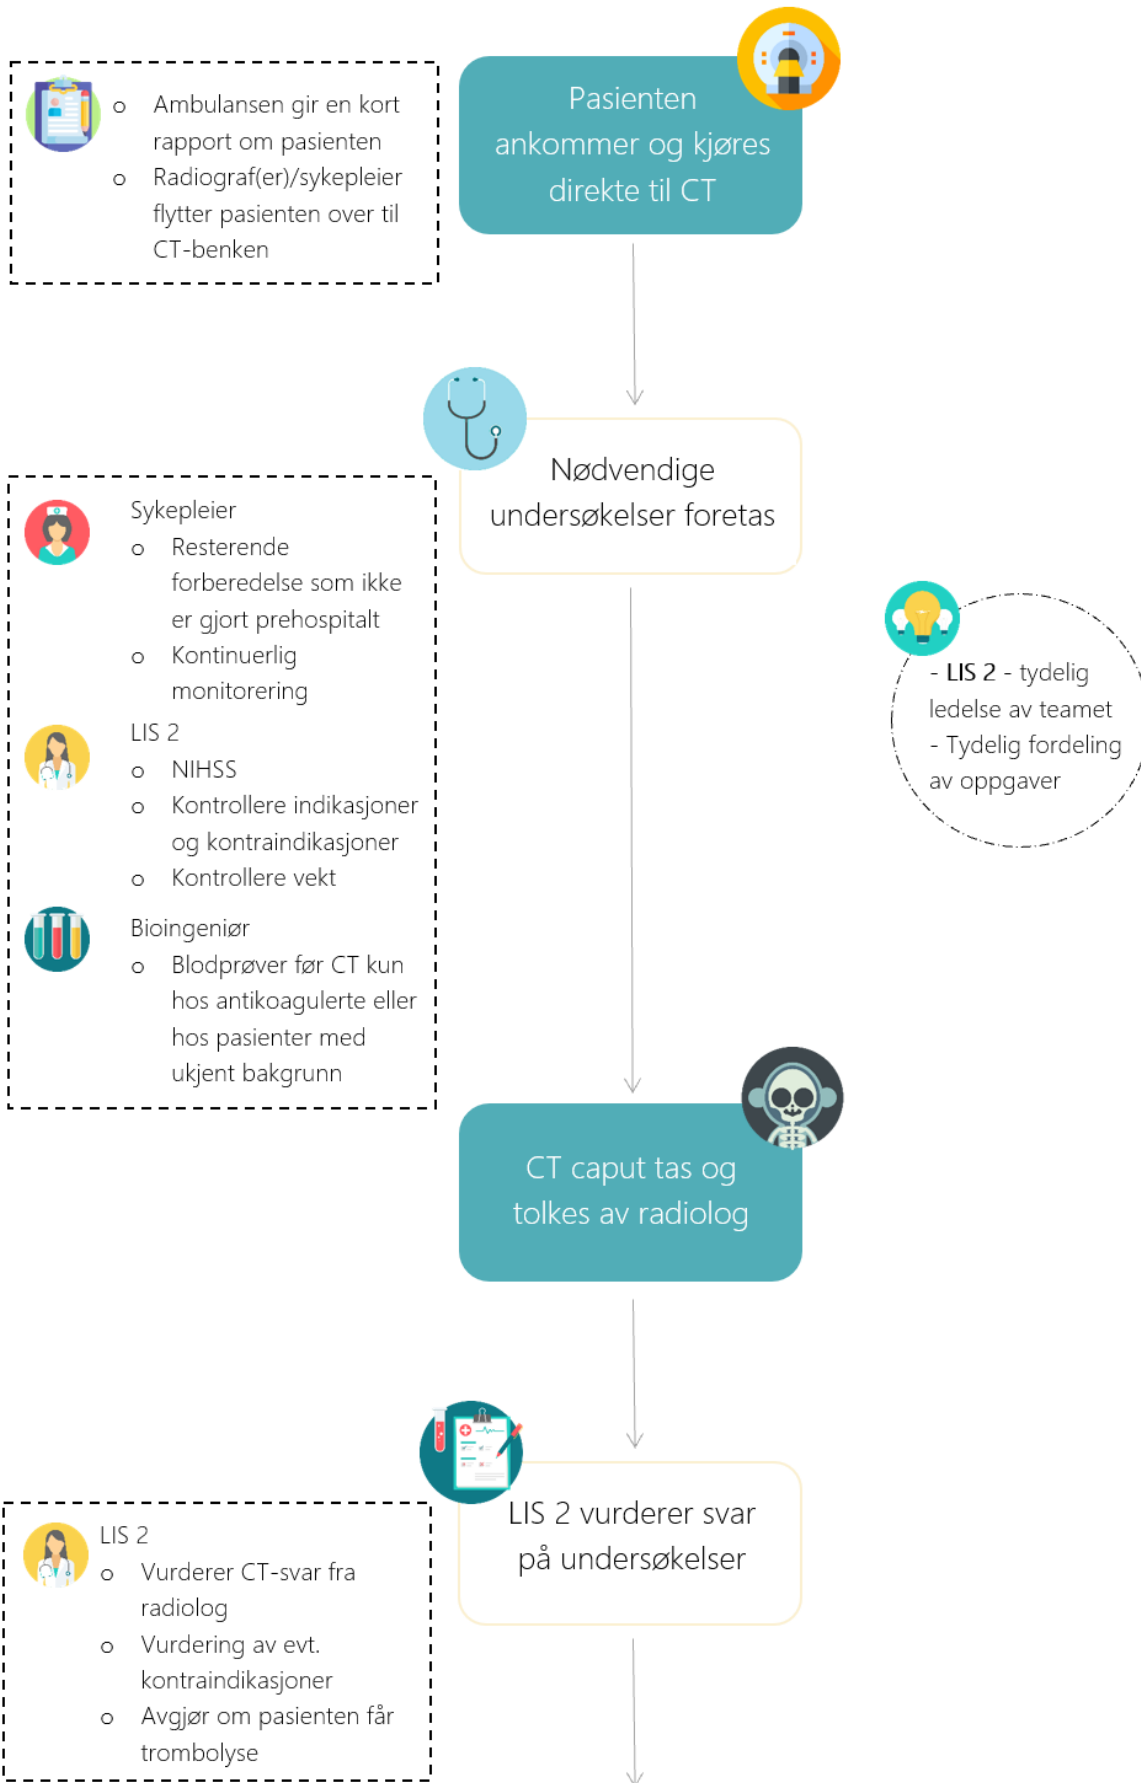 Pasienten
ankommer og kjøres
direkte til CT
o Ambulansen gir en kort
rapport om pasienten
o Radiograf(er)/sykepleier
flytter pasienten over til
CT-benken
Nødvendige
undersøkelser foretas
Sykepleier
o Resterende
forberedelse som ikke
er gjort prehospitalt
o Kontinuerlig
monitorering
LIS 2
o NIHSS
o Kontrollere indikasjoner
og kontraindikasjoner
o Kontrollere vekt
Bioingeniør
o Blodprøver før CT kun
hos antikoagulerte eller
hos pasienter med
ukjent bakgrunn
- LIS 2 - tydelig
ledelse av teamet
- Tydelig fordeling
av oppgaver
CT caput tas og
tolkes av radiolog
LIS 2 vurderer svar
på undersøkelser
LIS 2
o Vurderer CT-svar fra
radiolog
o Vurdering av evt.
kontraindikasjoner
o Avgjør om pasienten får
trombolyse